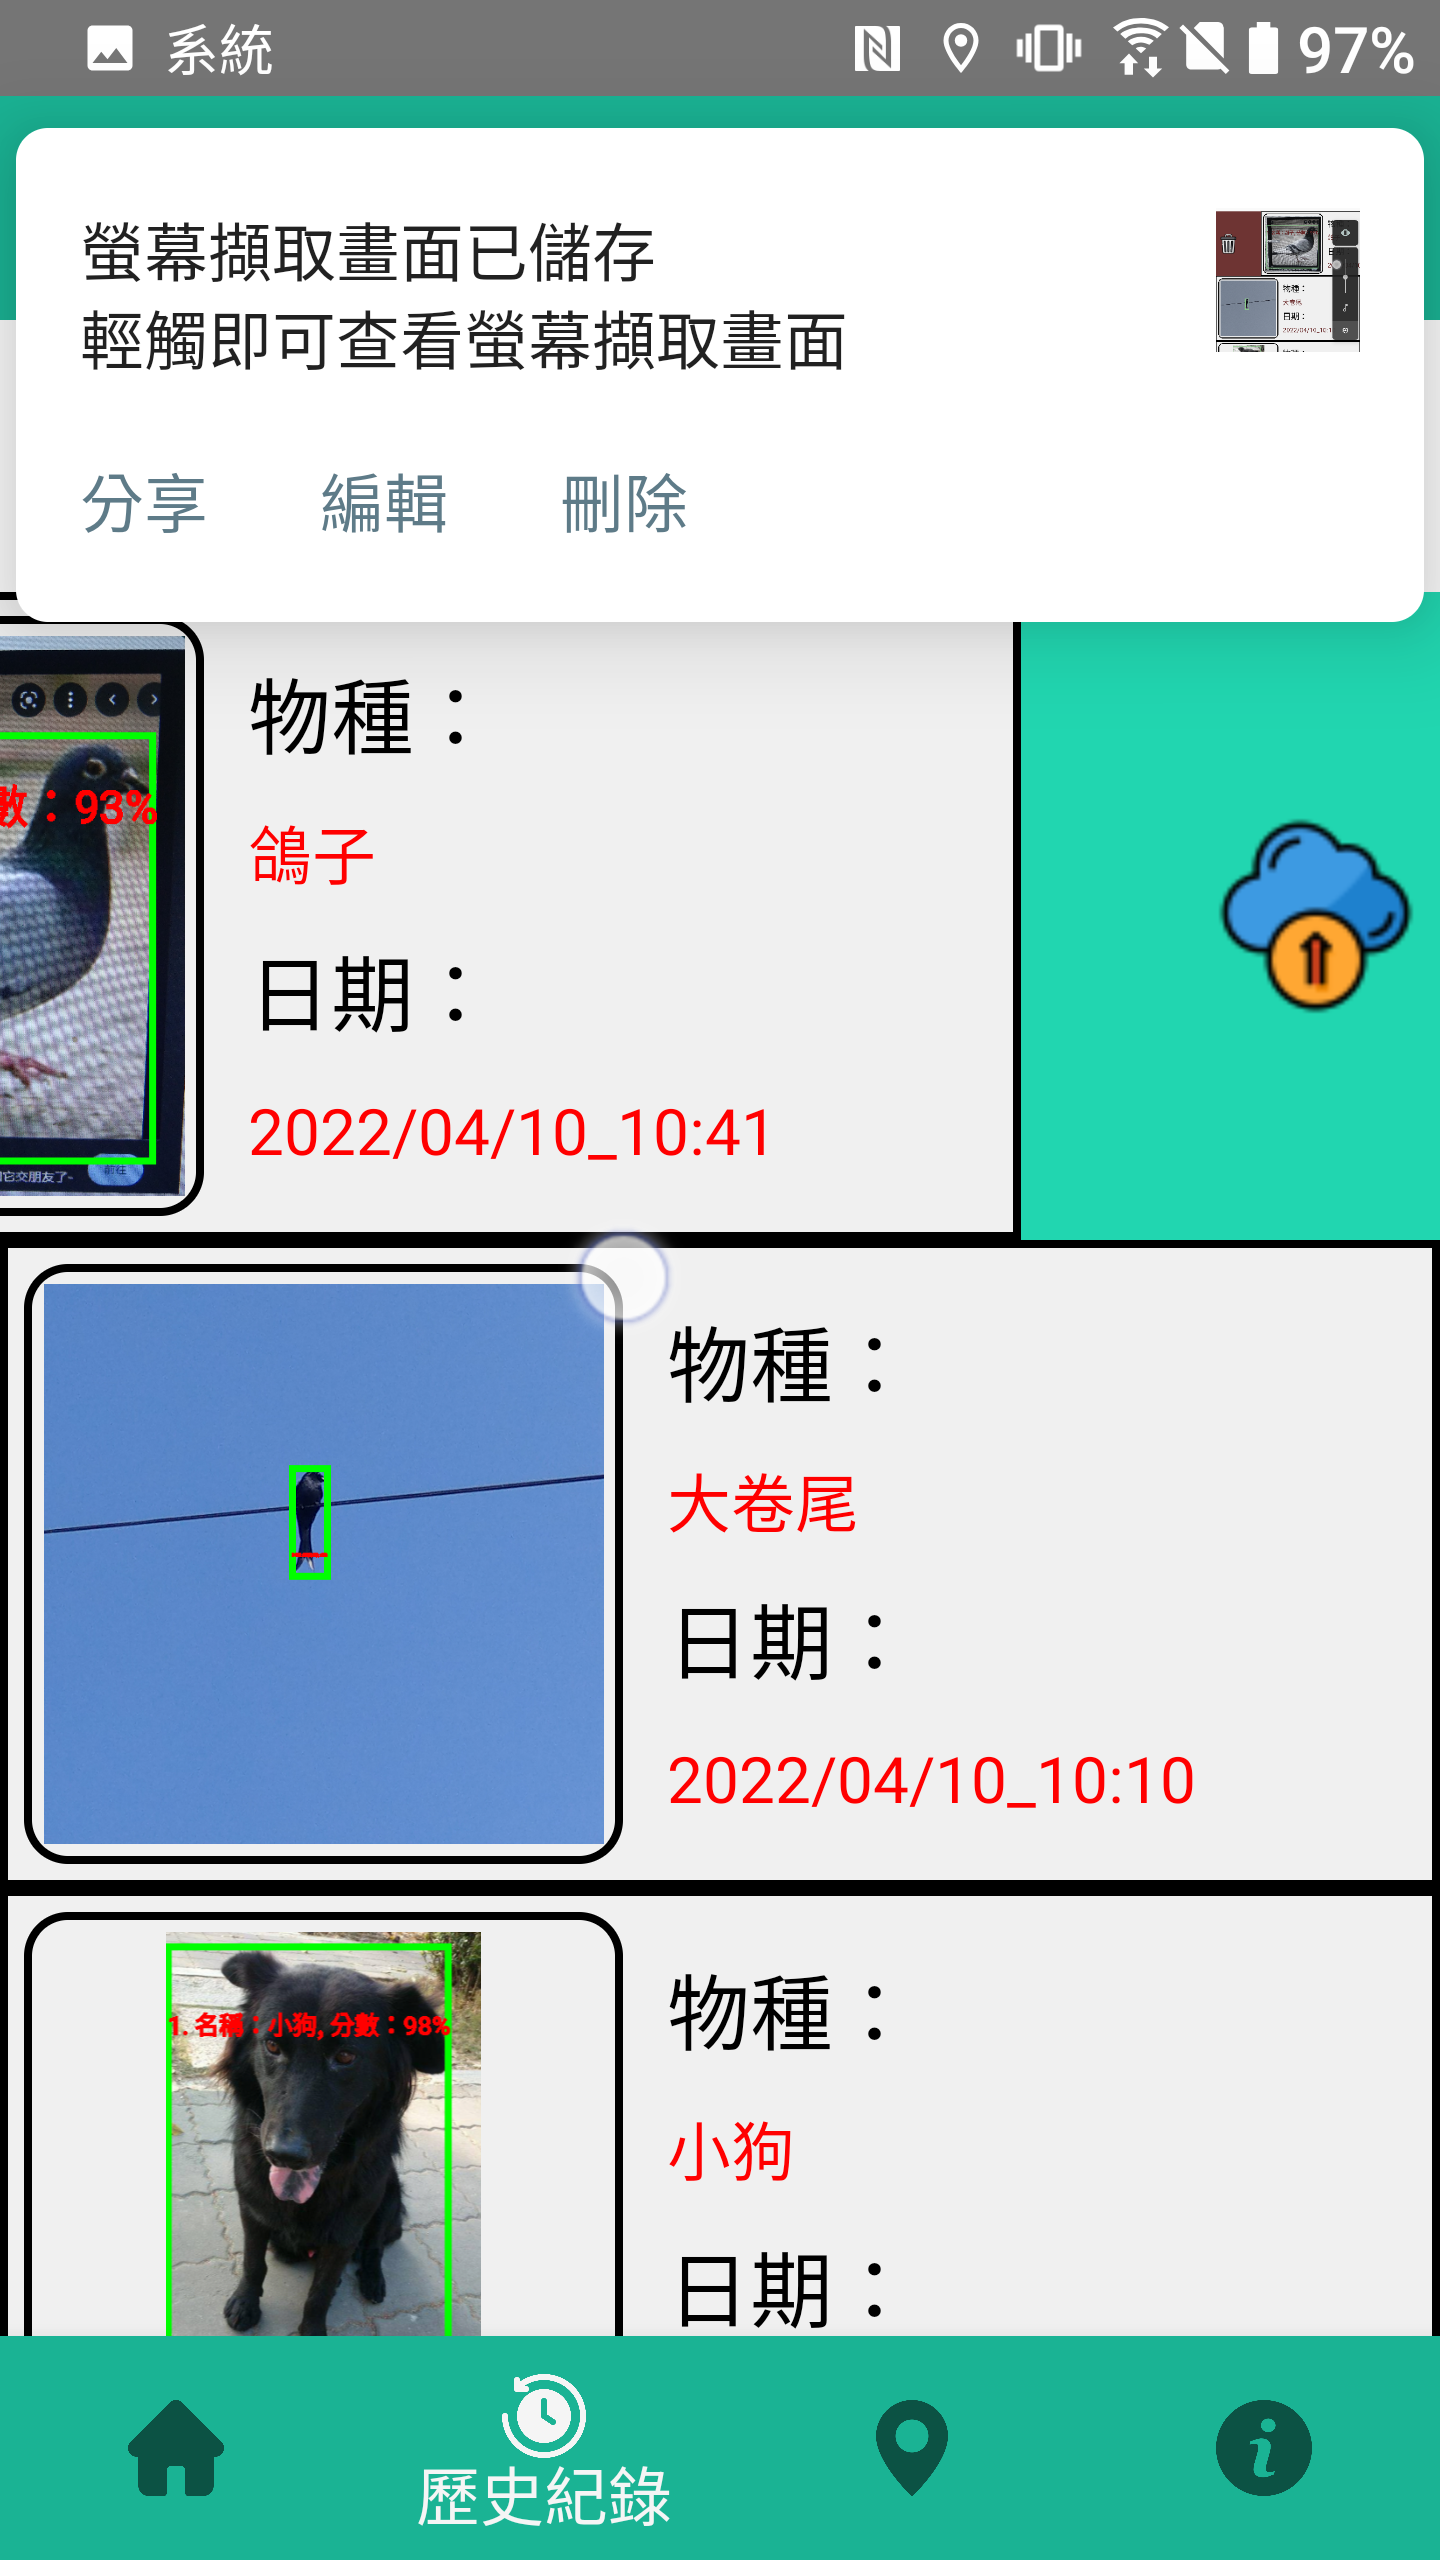 系統
97%
螢幕擷取畫面已儲存
輕觸即可查看螢幕擷取畫面
分享 編輯 刪除
物種：
數：93%
鴿子
日期：
2022/04/10_10:41
它交朋友了~
前往
物種：
大卷尾
日期：
2022/04/10_10:10
物種：
1. 名稱：小狗, 分數：98%
小狗
日期：
歷史紀錄